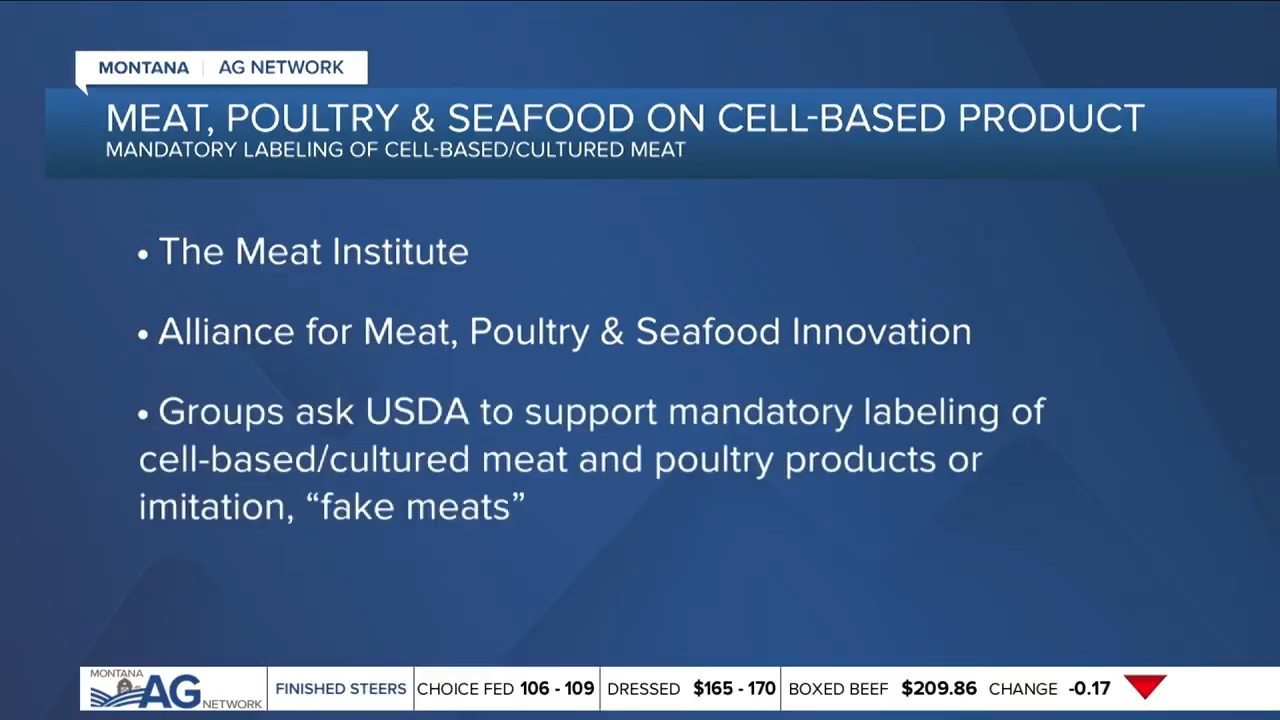 MONTANA | AG NETWORK
MEAT, POULTRY & SEAFOOD ON CELL-BASED PRODUCT
MANDATORY LABELING OF CELL-BASED/CULTURED MEAT
• The Meat Institute
• Alliance for Meat, Poultry & Seafood Innovation
• Groups ask USDA to support mandatory labeling of
cell-based/cultured meat and poultry products or
imitation, “fake meats”
MONTANA
AG NETWORK
FINISHED STEERS CHOICE FED 106 - 109 DRESSED $165 - 170 BOXED BEEF $209.86 CHANGE -0.17